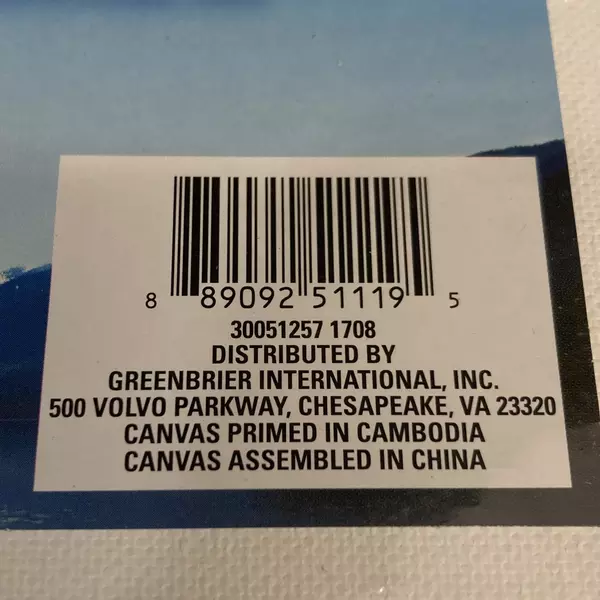 8 89092 51119 5
30051257 1708
DISTRIBUTED BY
GREENBRIER INTERNATIONAL, INC.
500 VOLVO PARKWAY, CHESAPEAKE, VA 23320
CANVAS PRIMED IN CAMBODIA
CANVAS ASSEMBLED IN CHINA